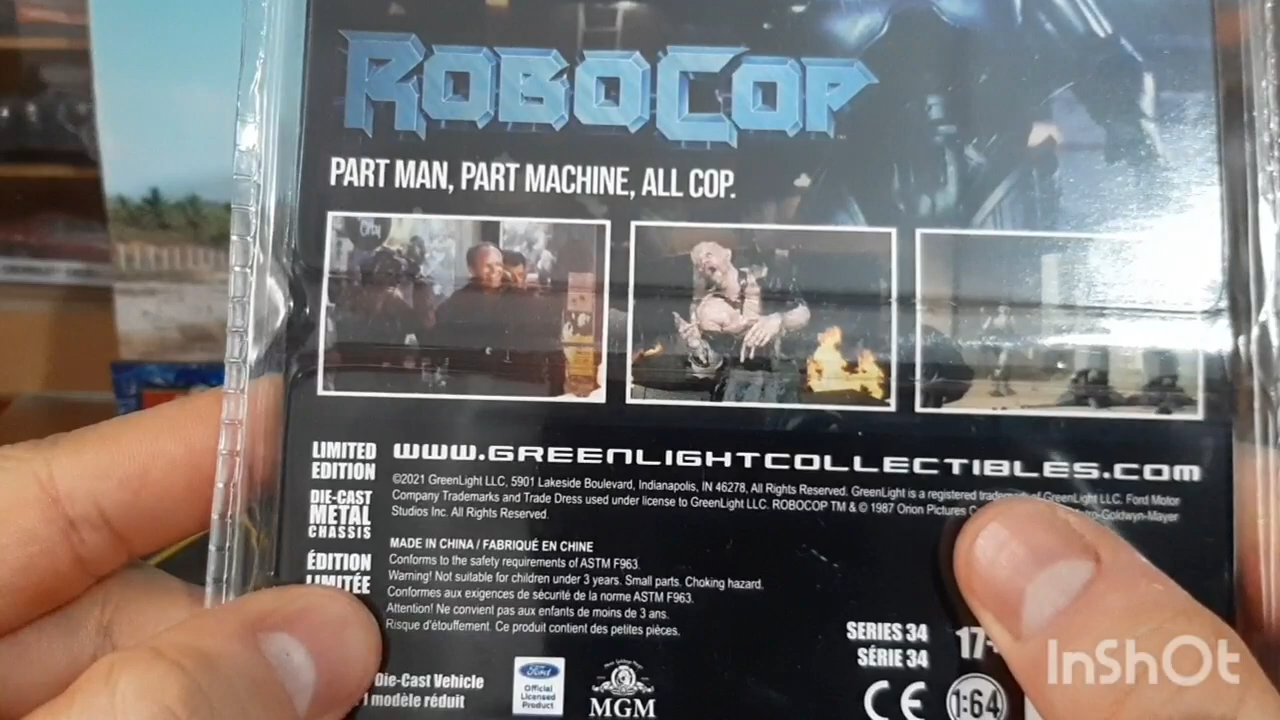 ROBOCOP
PART MAN, PART MACHINE, ALL COP.
City
LIMITED
EDITION
DIE-CAST
METAL
CHASSIS
ÉDITION
LIMITÉE
WWW.GREENLIGHTCOLLECTIBLES.COM
©2021 GreenLight LLC, 5901 Lakeside Boulevard, Indianapolis, IN 46278, All Rights Reserved. GreenLight is a registered trademark of GreenLight LLC. Ford Motor
Company Trademarks and Trade Dress used under license to GreenLight LLC. ROBOCOP TM & © 1987 Orion Pictures
Studios Inc. All Rights Reserved.
MADE IN CHINA / FABRIQUÉ EN CHINE
Conforms to the safety requirements of ASTM F963.
Warning! Not suitable for children under 3 years. Small parts. Choking hazard.
Conformes aux exigences de sécurité de la norme ASTM F963.
Attention! Ne convient pas aux enfants de moins de 3 ans.
Risque d'étouffement. Ce produit contient des petites pièces.
Die-Cast Vehicle
modèle réduit
Ford
Official
Licensed
Product
MGM
SERIES 34
SÉRIE 34
17-
CE
1:64
InShOt